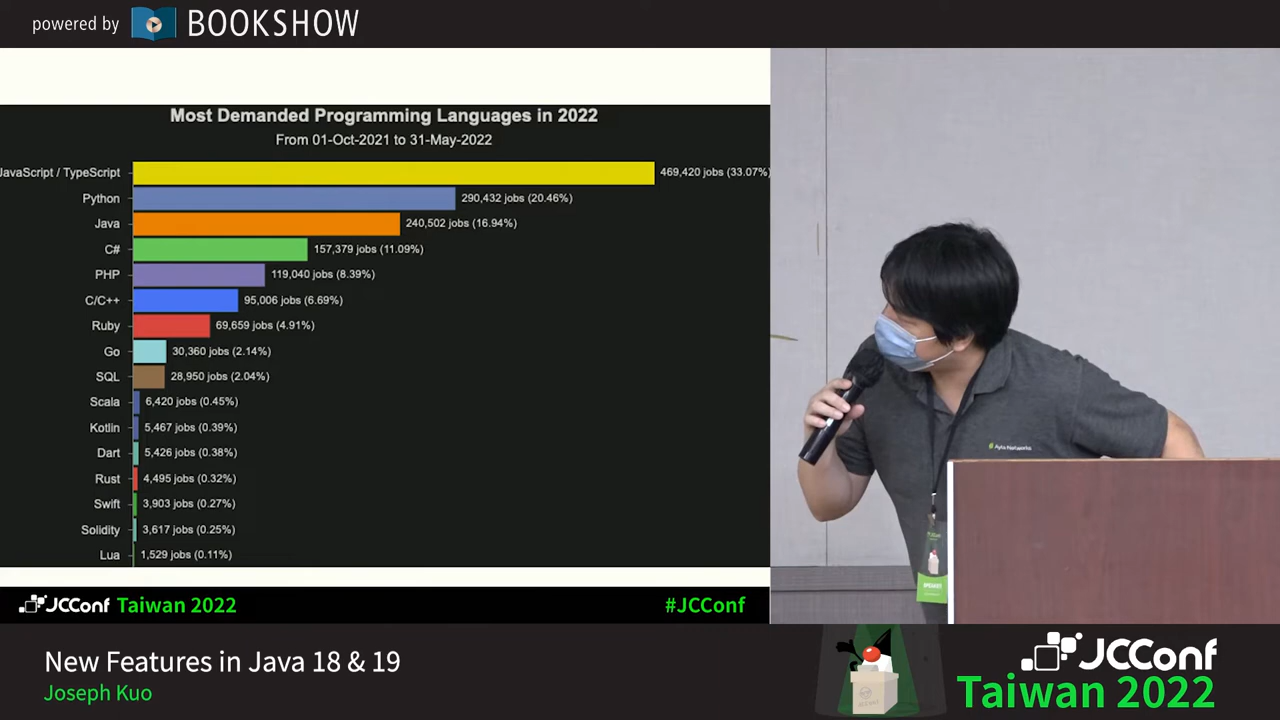 powered by BOOKSHOW
Most Demanded Programming Languages in 2022
From 01-Oct-2021 to 31-May-2022
JavaScript / TypeScript 469,420 jobs (33.07%)
Python 290,432 jobs (20.46%)
Java 240,502 jobs (16.94%)
C# 157,379 jobs (11.09%)
PHP 119,040 jobs (8.39%)
C/C++ 95,006 jobs (6.69%)
Ruby 69,659 jobs (4.91%)
Go 30,360 jobs (2.14%)
SQL 28,950 jobs (2.04%)
Scala 6,420 jobs (0.45%)
Kotlin 5,467 jobs (0.39%)
Dart 5,426 jobs (0.38%)
Rust 4,495 jobs (0.32%)
Swift 3,903 jobs (0.27%)
Solidity 3,617 jobs (0.25%)
Lua 1,529 jobs (0.11%)
Networks
SPEAKER
JCConf Taiwan 2022
#JCConf
New Features in Java 18 & 19
Joseph Kuo
JCConf
Taiwan 2022